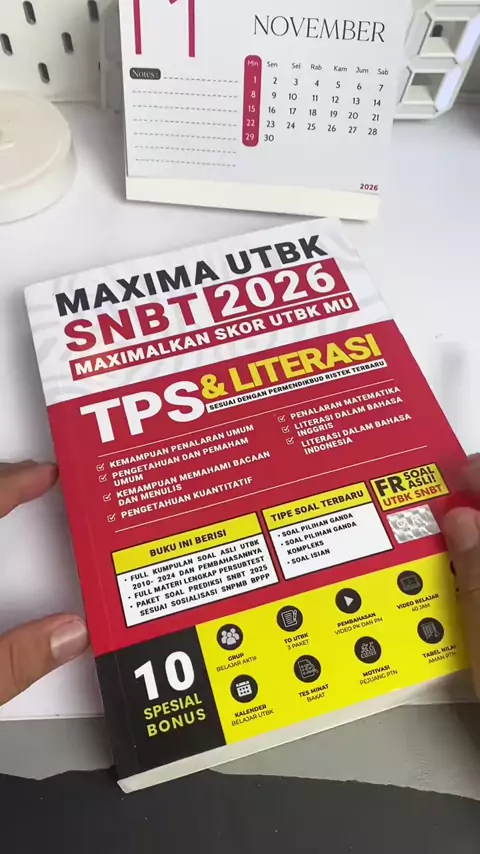 NOVEMBER
Notes :
Min Sen Sel Rab Kam Jum Sab
1 2 3 4 5 6 7
8 9 10 11 12 13 14
15 16 17 18 19 20 21
22 23 24 25 26 27 28
29 30
2026
MAXIMA UTBK
SNBT 2026
MAXIMALKAN SKOR UTBK MU
TPS & LITERASI
SESUAI DENGAN PERMENDIKBUD RISTEK TERBARU
KEMAMPUAN PENALARAN UMUM
PENGETAHUAN DAN PEMAHAM
UMUM
KEMAMPUAN MEMAHAMI BACAAN
DAN MENULIS
PENGETAHUAN KUANTITATIF
PENALARAN MATEMATIKA
LITERASI DALAM BAHASA
INGGRIS
LITERASI DALAM BAHASA
INDONESIA
FR SOAL
ASLI!
UTBK SNBT
BUKU INI BERISI
• FULL KUMPULAN SOAL ASLI UTBK
2010- 2024 DAN PEMBAHASANNYA
• FULL MATERI LENGKAP PERSUBTEST
• PAKET SOAL PREDIKSI SNBT 2025
SESUAI SOSIALISASI SNPMB BPPP
TIPE SOAL TERBARU
• SOAL PILIHAN GANDA
• SOAL PILIHAN GANDA
KOMPLEKS
• SOAL ISIAN
10
SPESIAL
BONUS
GRUP
BELAJAR AKTIF
TO UTBK
3 PAKET
PEMBAHASAN
VIDEO PK DAN PM
VIDEO BELAJAR
40 JAM
KALENDER
BELAJAR UTBK
TES MINAT
BAKAT
MOTIVASI
PEJUANG PTN
TABEL NILAI
AMAN PTN